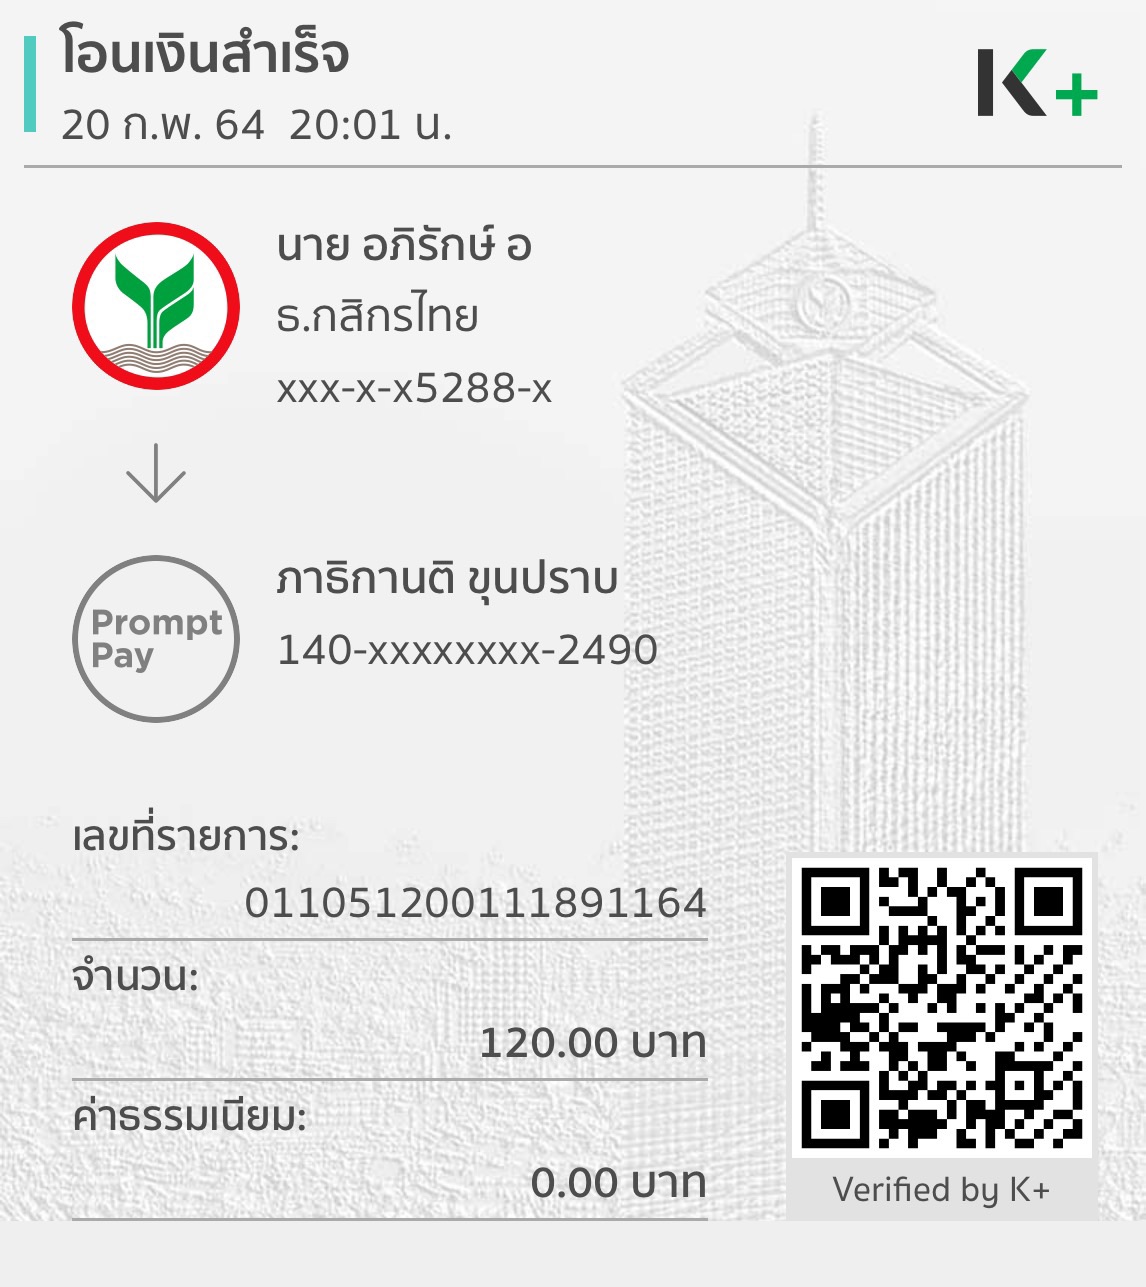 โอนเงินสำเร็จ
20 ก.พ. 64 20:01 น.
K+
นาย อภิรักษ์ อ
ธ.กสิกรไทย
xxx-x-x5288-x
Prompt
Pay
ภาธิกานติ ขุนปราบ
140-xxxxxxxx-2490
เลขที่รายการ:
011051200111891164
จำนวน:
120.00 บาท
ค่าธรรมเนียม:
0.00 บาท
Verified by K+